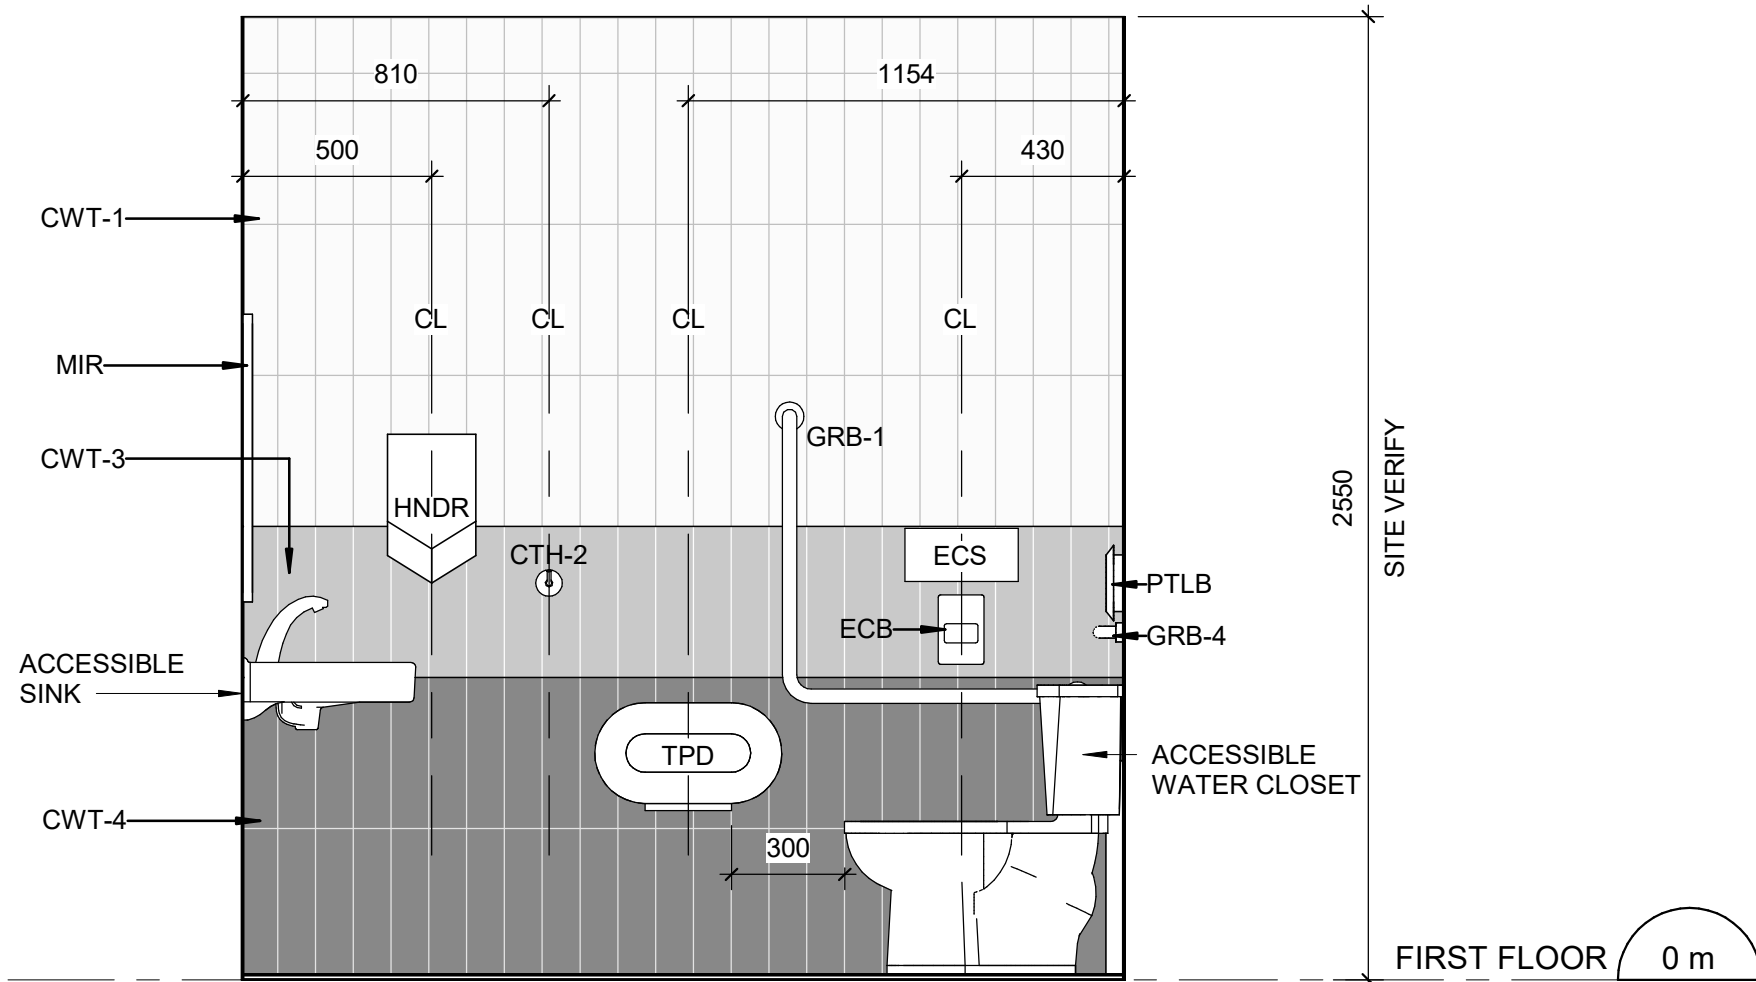 810
1154
500
430
CWT-1
CL
CL
CL
CL
MIR
GRB-1
CWT-3
2550
SITE VERIFY
HNDR
CTH-2
ECS
PTLB
ECB
GRB-4
ACCESSIBLE
SINK
TPD
ACCESSIBLE
WATER CLOSET
CWT-4
300
FIRST FLOOR
0 m